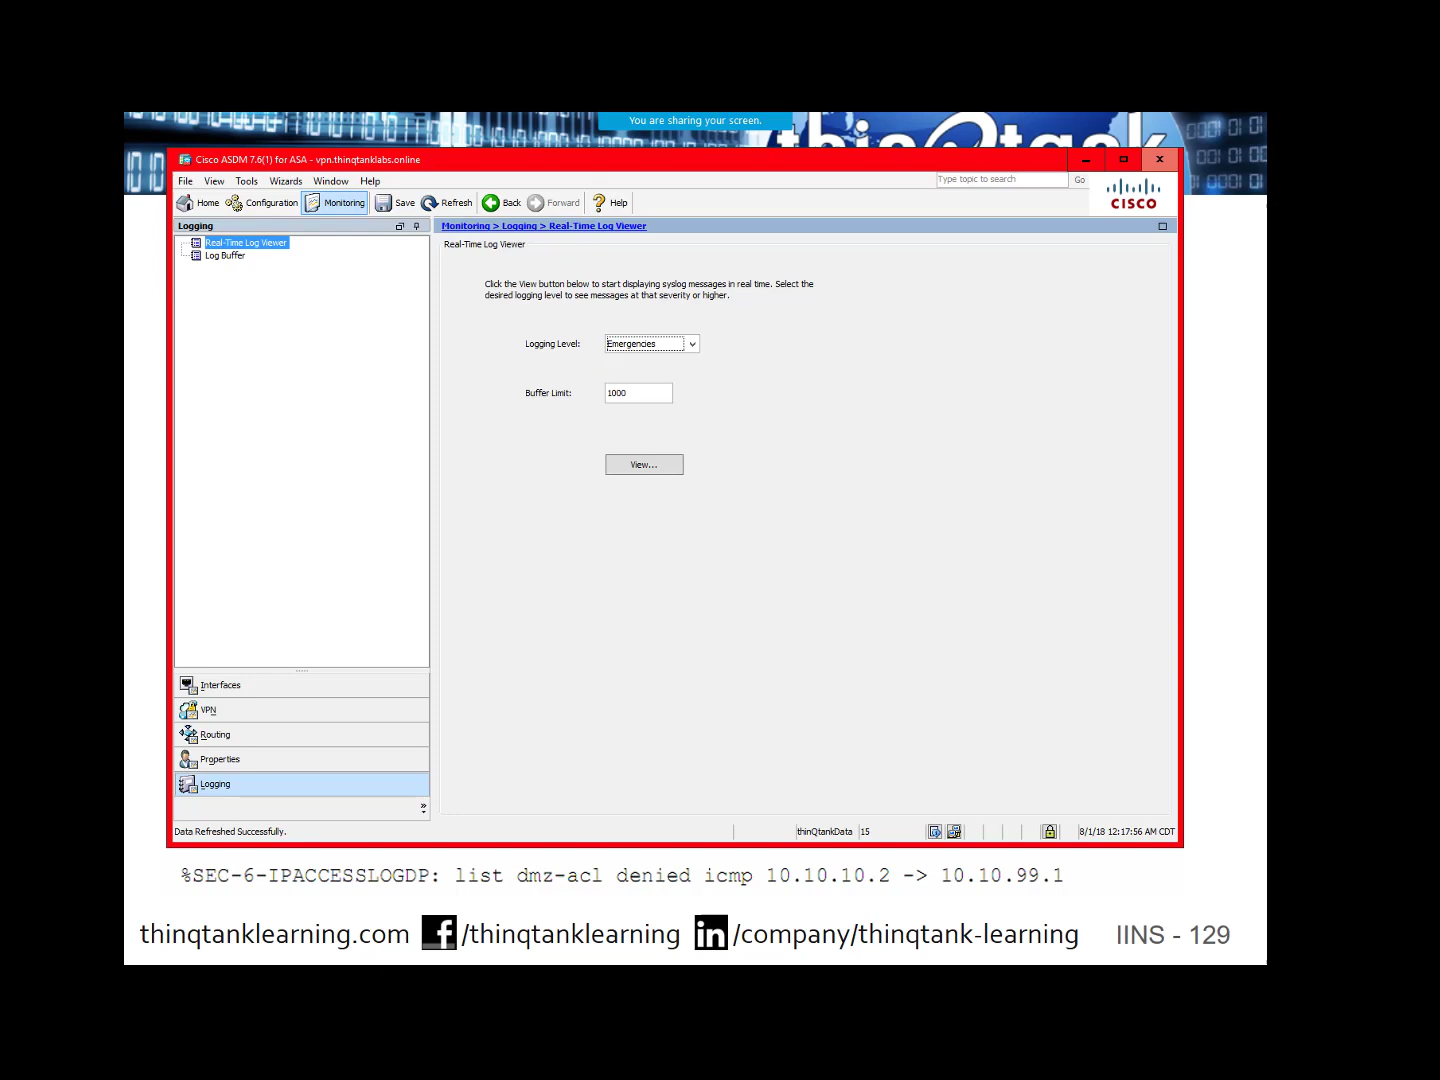 You are sharing your screen.
thinQtank
Cisco ASDM 7.6(1) for ASA - vpn.thinqtanklabs.online
File View Tools Wizards Window Help
Type topic to search Go
Home Configuration Monitoring Save Refresh Back Forward Help
CISCO
Logging
Monitoring > Logging > Real-Time Log Viewer
Real-Time Log Viewer
Log Buffer
Real-Time Log Viewer
Click the View button below to start displaying syslog messages in real time. Select the
desired logging level to see messages at that severity or higher.
Logging Level: Emergencies
Buffer Limit: 1000
View...
Interfaces
VPN
Routing
Properties
Logging
Data Refreshed Successfully.
thinQtankData 15
8/1/18 12:17:56 AM CDT
%SEC-6-IPACCESSLOGDP: list dmz-acl denied icmp 10.10.10.2 -> 10.10.99.1
thinqtanklearning.com f /thinqtanklearning in /company/thinqtank-learning IINS - 129